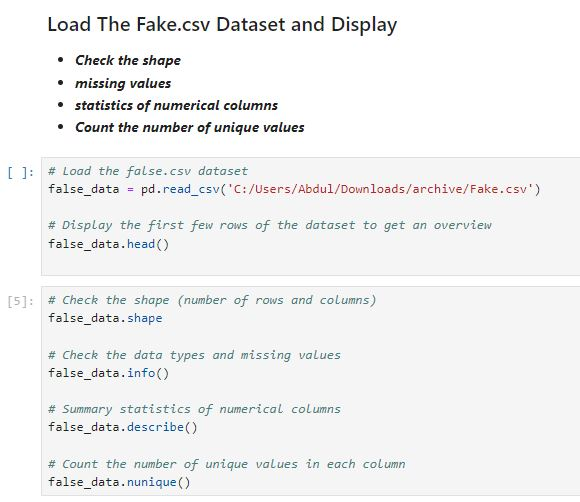 Load The Fake.csv Dataset and Display
• Check the shape
• missing values
• statistics of numerical columns
• Count the number of unique values
[ ]: # Load the false.csv dataset
false_data = pd.read_csv('C:/Users/Abdul/Downloads/archive/Fake.csv')
# Display the first few rows of the dataset to get an overview
false_data.head()
[5]: # Check the shape (number of rows and columns)
false_data.shape
# Check the data types and missing values
false_data.info()
# Summary statistics of numerical columns
false_data.describe()
# Count the number of unique values in each column
false_data.nunique()